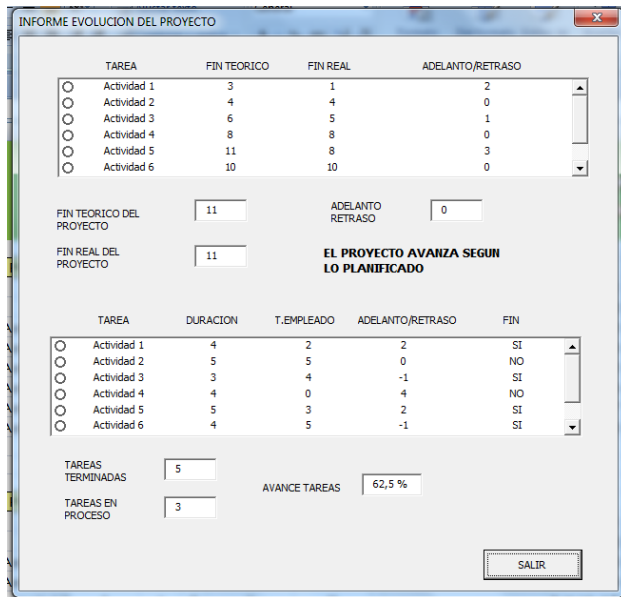 INFORME EVOLUCION DEL PROYECTO
TAREA FIN TEORICO FIN REAL ADELANTO/RETRASO
Actividad 1 3 1 2
Actividad 2 4 4 0
Actividad 3 6 5 1
Actividad 4 8 8 0
Actividad 5 11 8 3
Actividad 6 10 10 0
FIN TEORICO DEL
PROYECTO
11
ADELANTO
RETRASO
0
FIN REAL DEL
PROYECTO
11
EL PROYECTO AVANZA SEGUN
LO PLANIFICADO
TAREA DURACION T.EMPLEADO ADELANTO/RETRASO FIN
Actividad 1 4 2 2 SI
Actividad 2 5 5 0 NO
Actividad 3 3 4 -1 SI
Actividad 4 4 0 4 NO
Actividad 5 5 3 2 SI
Actividad 6 4 5 -1 SI
TAREAS
TERMINADAS
5
AVANCE TAREAS 62,5 %
TAREAS EN
PROCESO
3
SALIR